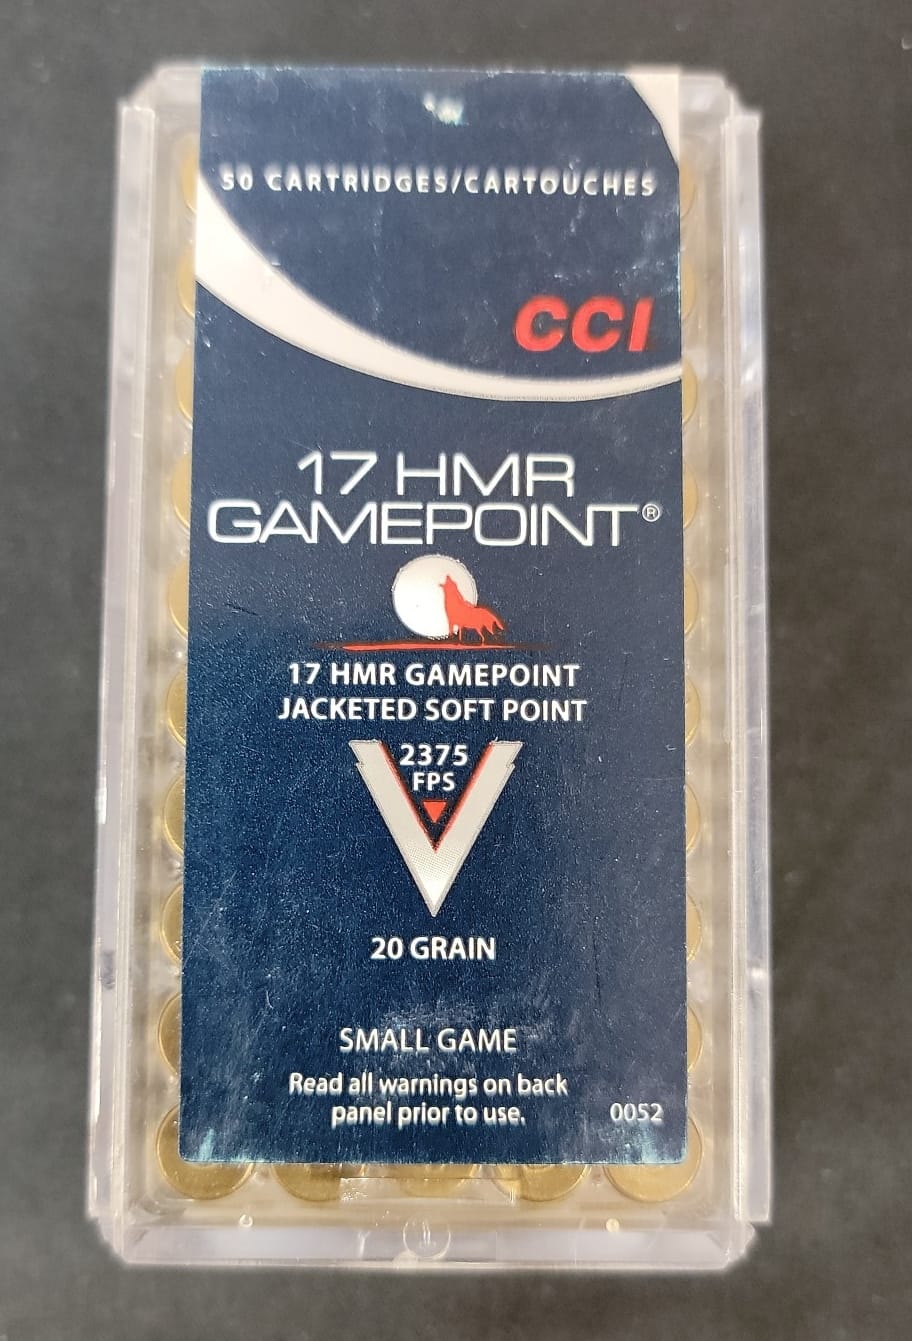 50 CARTRIDGES/CARTOUCHES
CCI
17 HMR
GAMEPOINT®
17 HMR GAMEPOINT
JACKETED SOFT POINT
2375
FPS
20 GRAIN
SMALL GAME
Read all warnings on back
panel prior to use.
0052